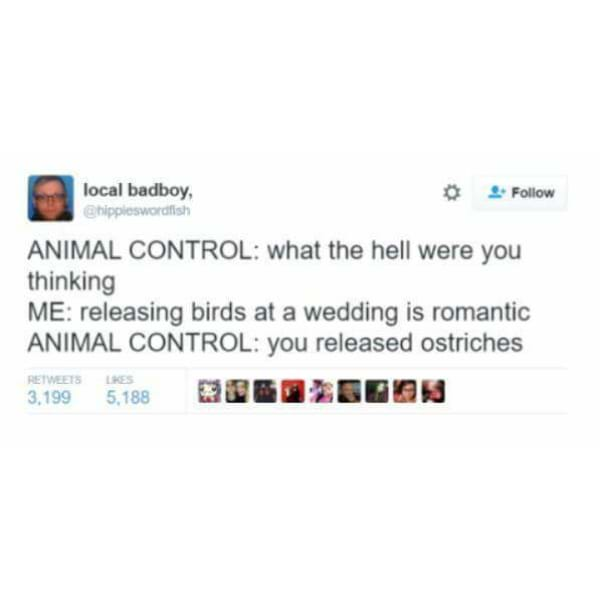 local badboy,
@hippieswordfish
Follow
ANIMAL CONTROL: what the hell were you
thinking
ME: releasing birds at a wedding is romantic
ANIMAL CONTROL: you released ostriches
RETWEETS LIKES
3,199 5,188